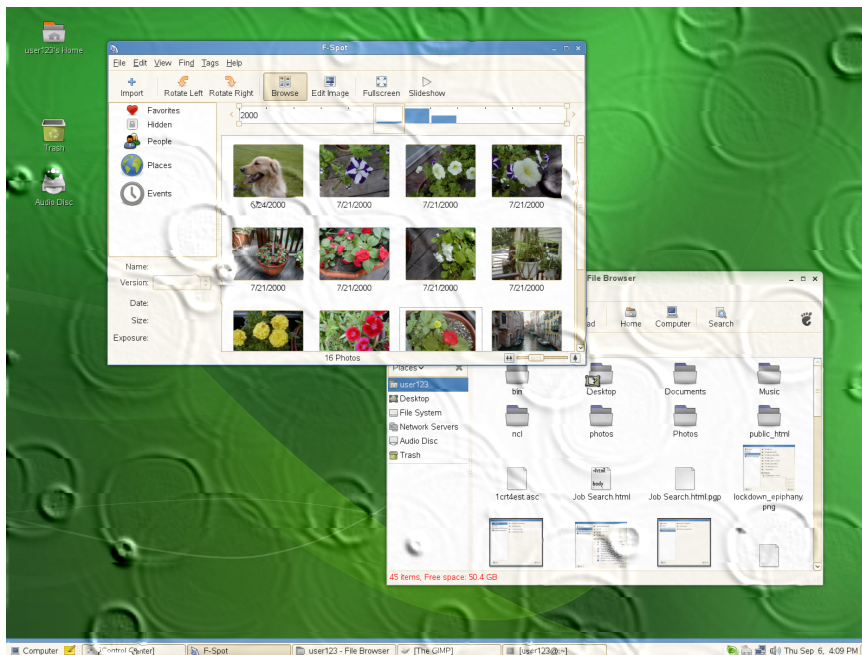 user123's Home
Trash
Audio Disc
F-Spot
File Edit View Find Tags Help
Import Rotate Left Rotate Right Browse Edit Image Fullscreen Slideshow
Favorites
Hidden
People
Places
Events
2000
6/24/2000 7/21/2000 7/21/2000 7/21/2000
7/21/2000 7/21/2000 7/21/2000 7/21/2000
Name:
Version:
Date:
Size:
Exposure:
16 Photos
File Browser
Home Computer Search
Places
user123
Desktop
File System
Network Servers
Audio Disc
Trash
bin Desktop Documents Music
ncl photos Photos public_html
1crt4est.asc Job Search.html Job Search.html.pgp lockdown_epiphany.
png
45 items, Free space: 50.4 GB
Computer [Control Center] F-Spot user123 - File Browser [The GIMP] [user123@:~] Thu Sep 6, 4:09 PM